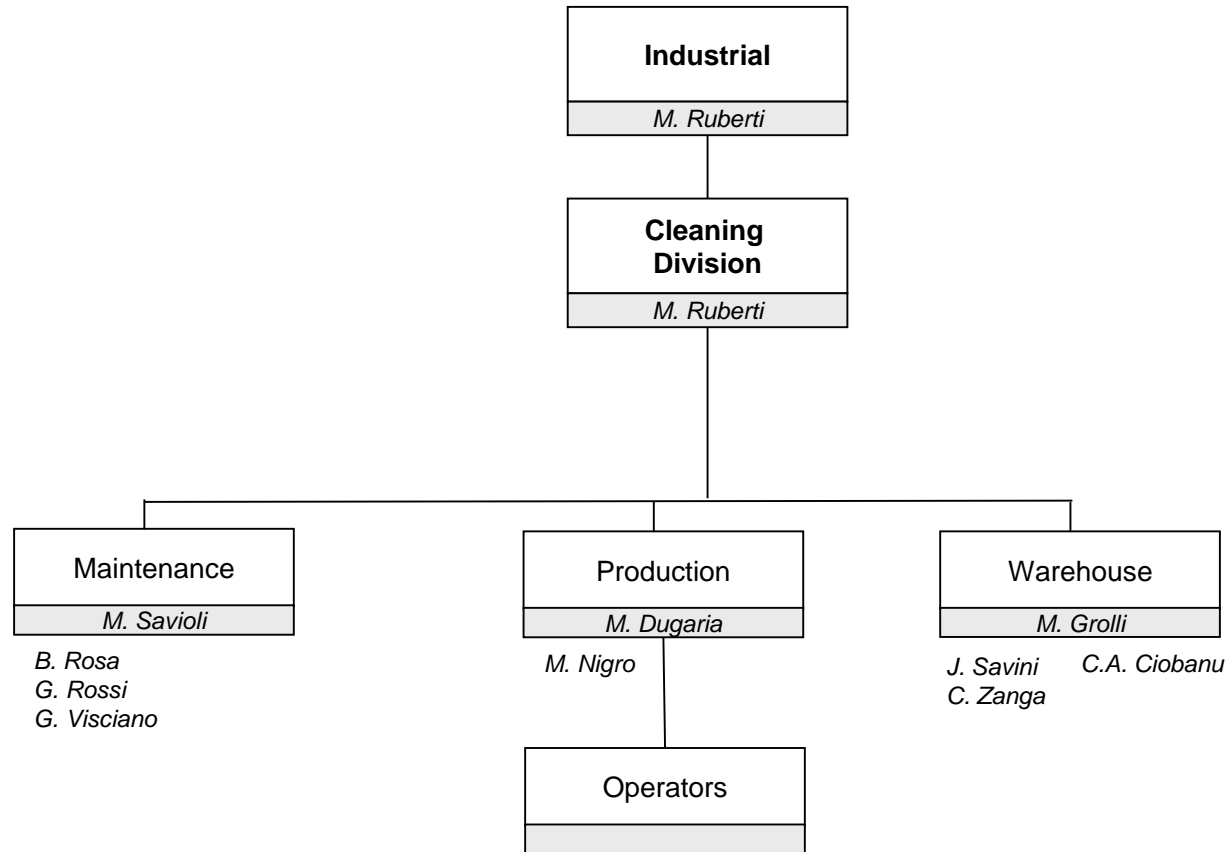 Industrial
M. Ruberti
Cleaning
Division
M. Ruberti
Maintenance
M. Savioli
B. Rosa
G. Rossi
G. Visciano
Production
M. Dugaria
M. Nigro
Operators
Warehouse
M. Grolli
J. Savini
C. Zanga
C.A. Ciobanu